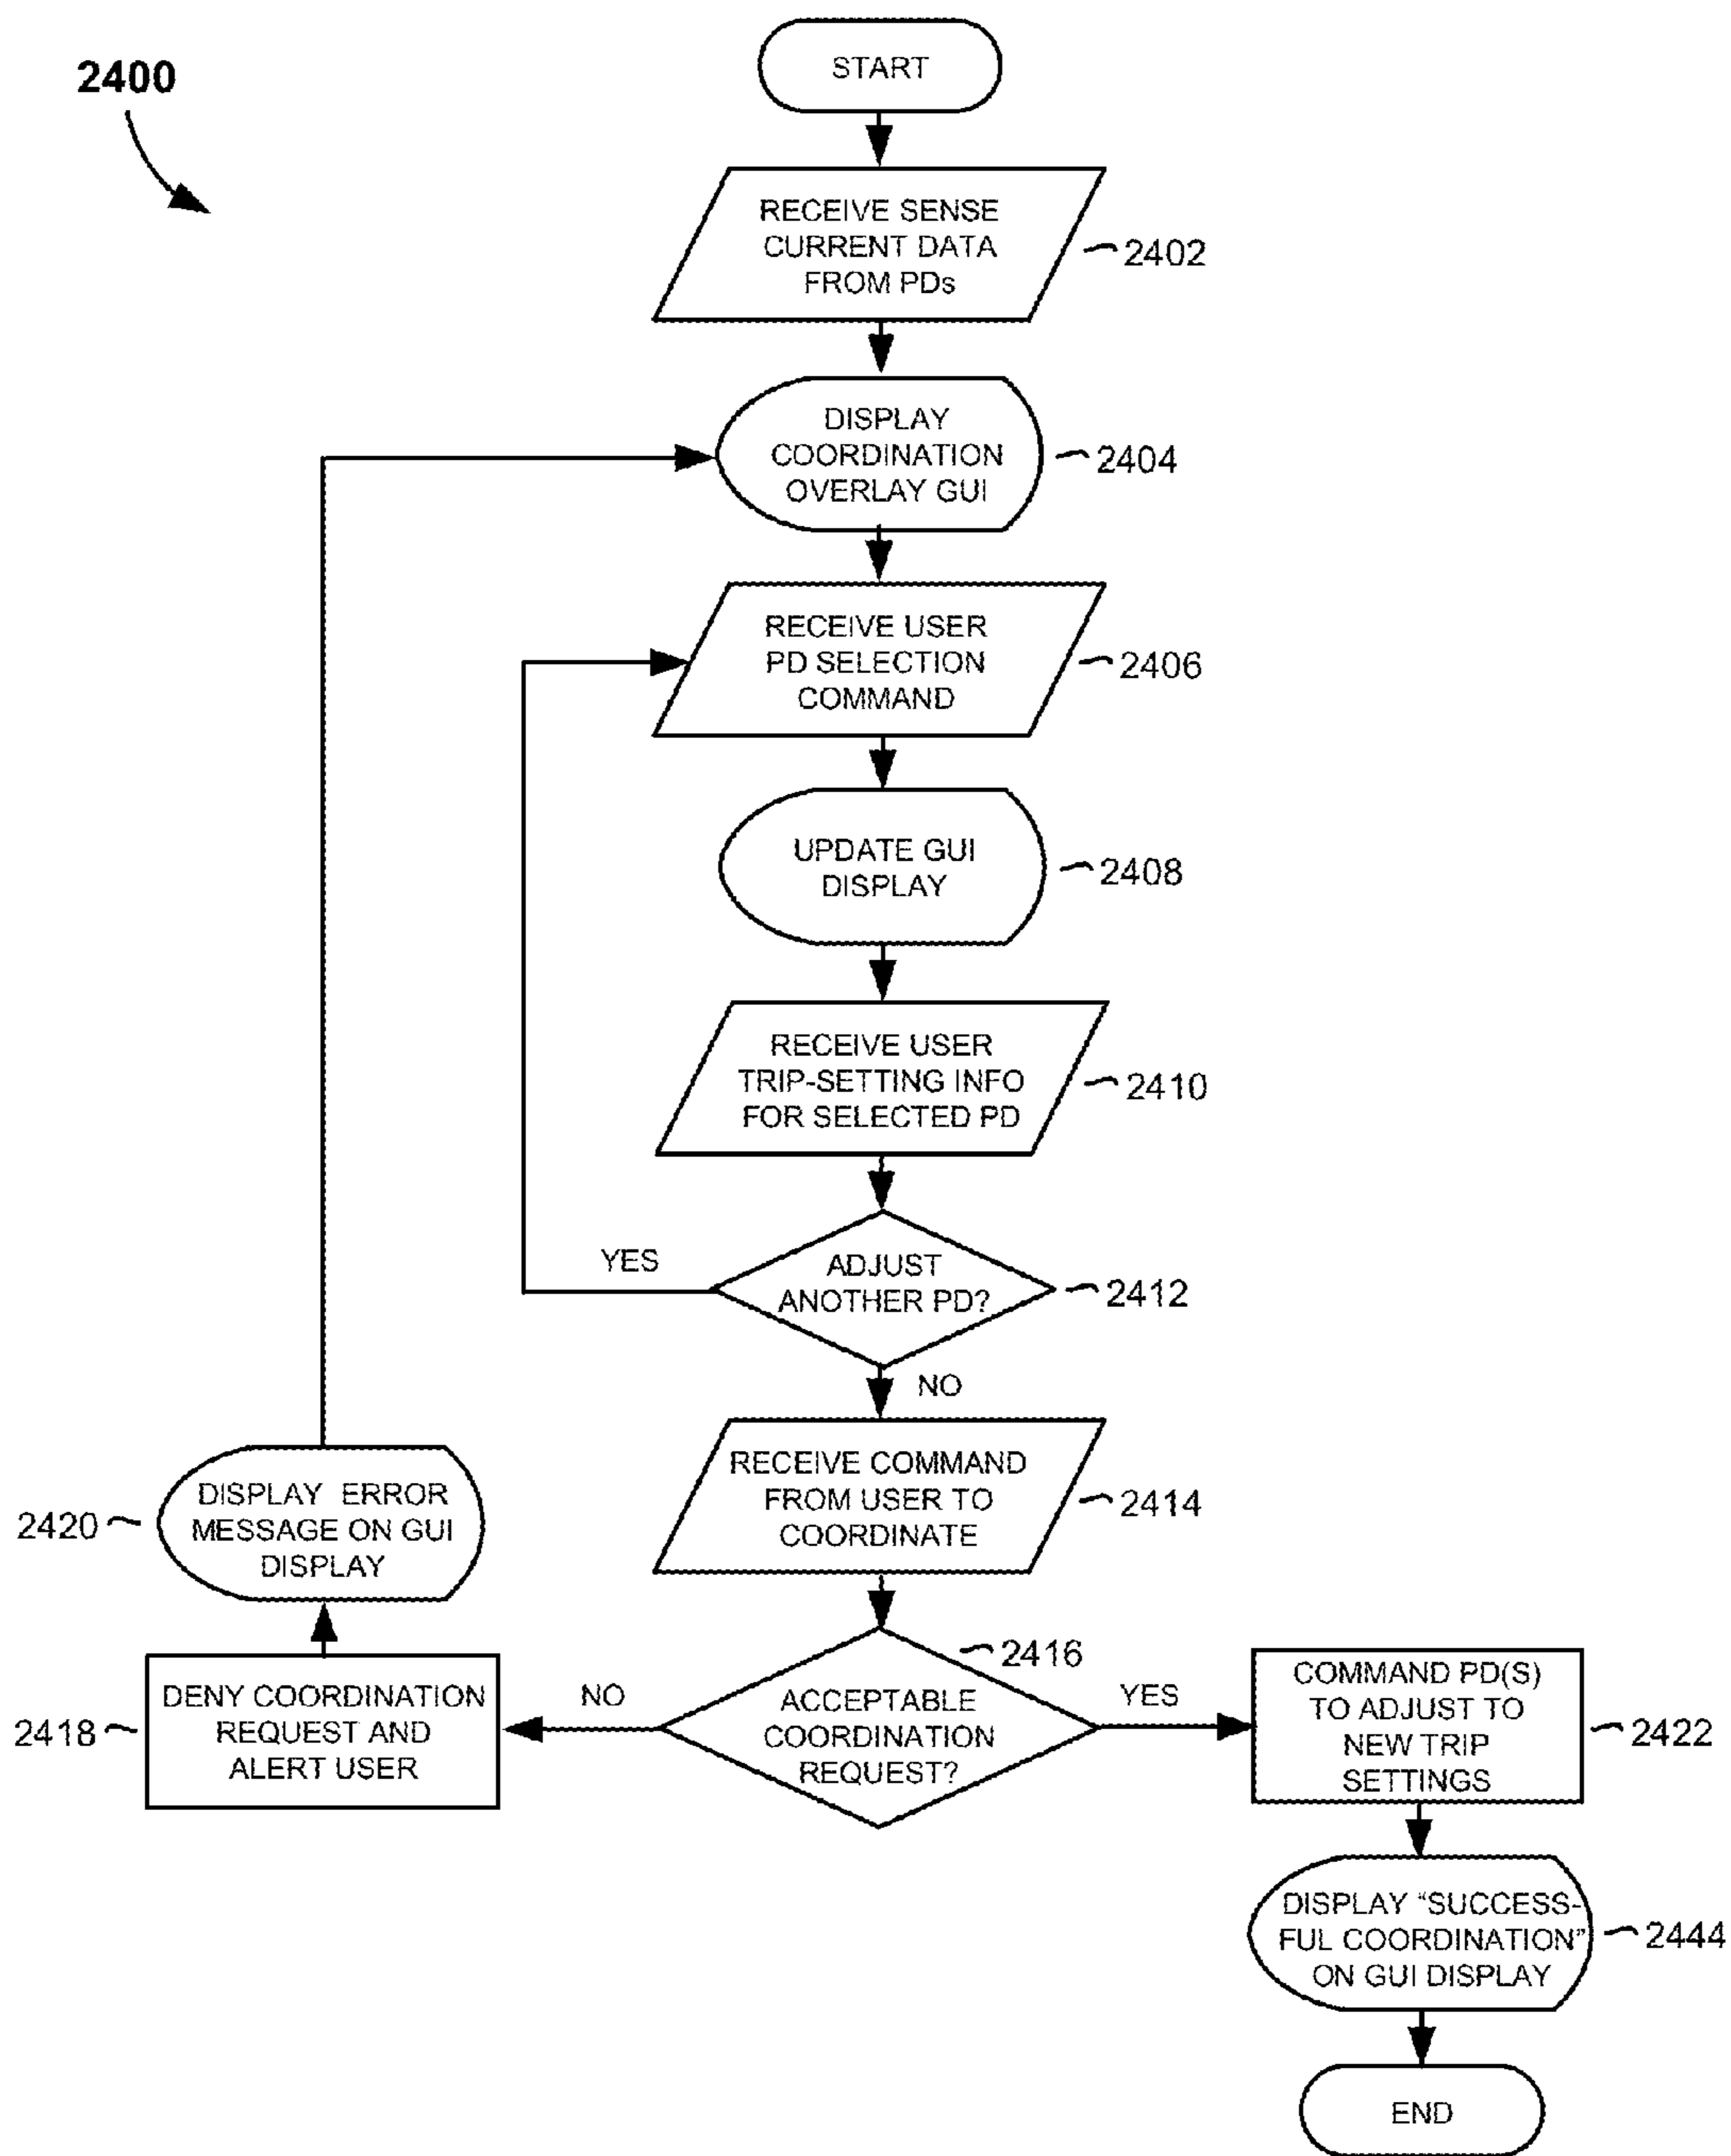 2400
START
RECEIVE SENSE
CURRENT DATA
FROM PDs
2402
DISPLAY
COORDINATION
OVERLAY GUI
2404
RECEIVE USER
PD SELECTION
COMMAND
2406
UPDATE GUI
DISPLAY
2408
RECEIVE USER
TRIP-SETTING INFO
FOR SELECTED PD
2410
YES
ADJUST
ANOTHER PD?
2412
NO
RECEIVE COMMAND
FROM USER TO
COORDINATE
2414
2420
DISPLAY ERROR
MESSAGE ON GUI
DISPLAY
2418
DENY COORDINATION
REQUEST AND
ALERT USER
NO
2416
ACCEPTABLE
COORDINATION
REQUEST?
YES
COMMAND PD(S)
TO ADJUST TO
NEW TRIP
SETTINGS
2422
DISPLAY “SUCCESS-
FUL COORDINATION”
ON GUI DISPLAY
2444
END